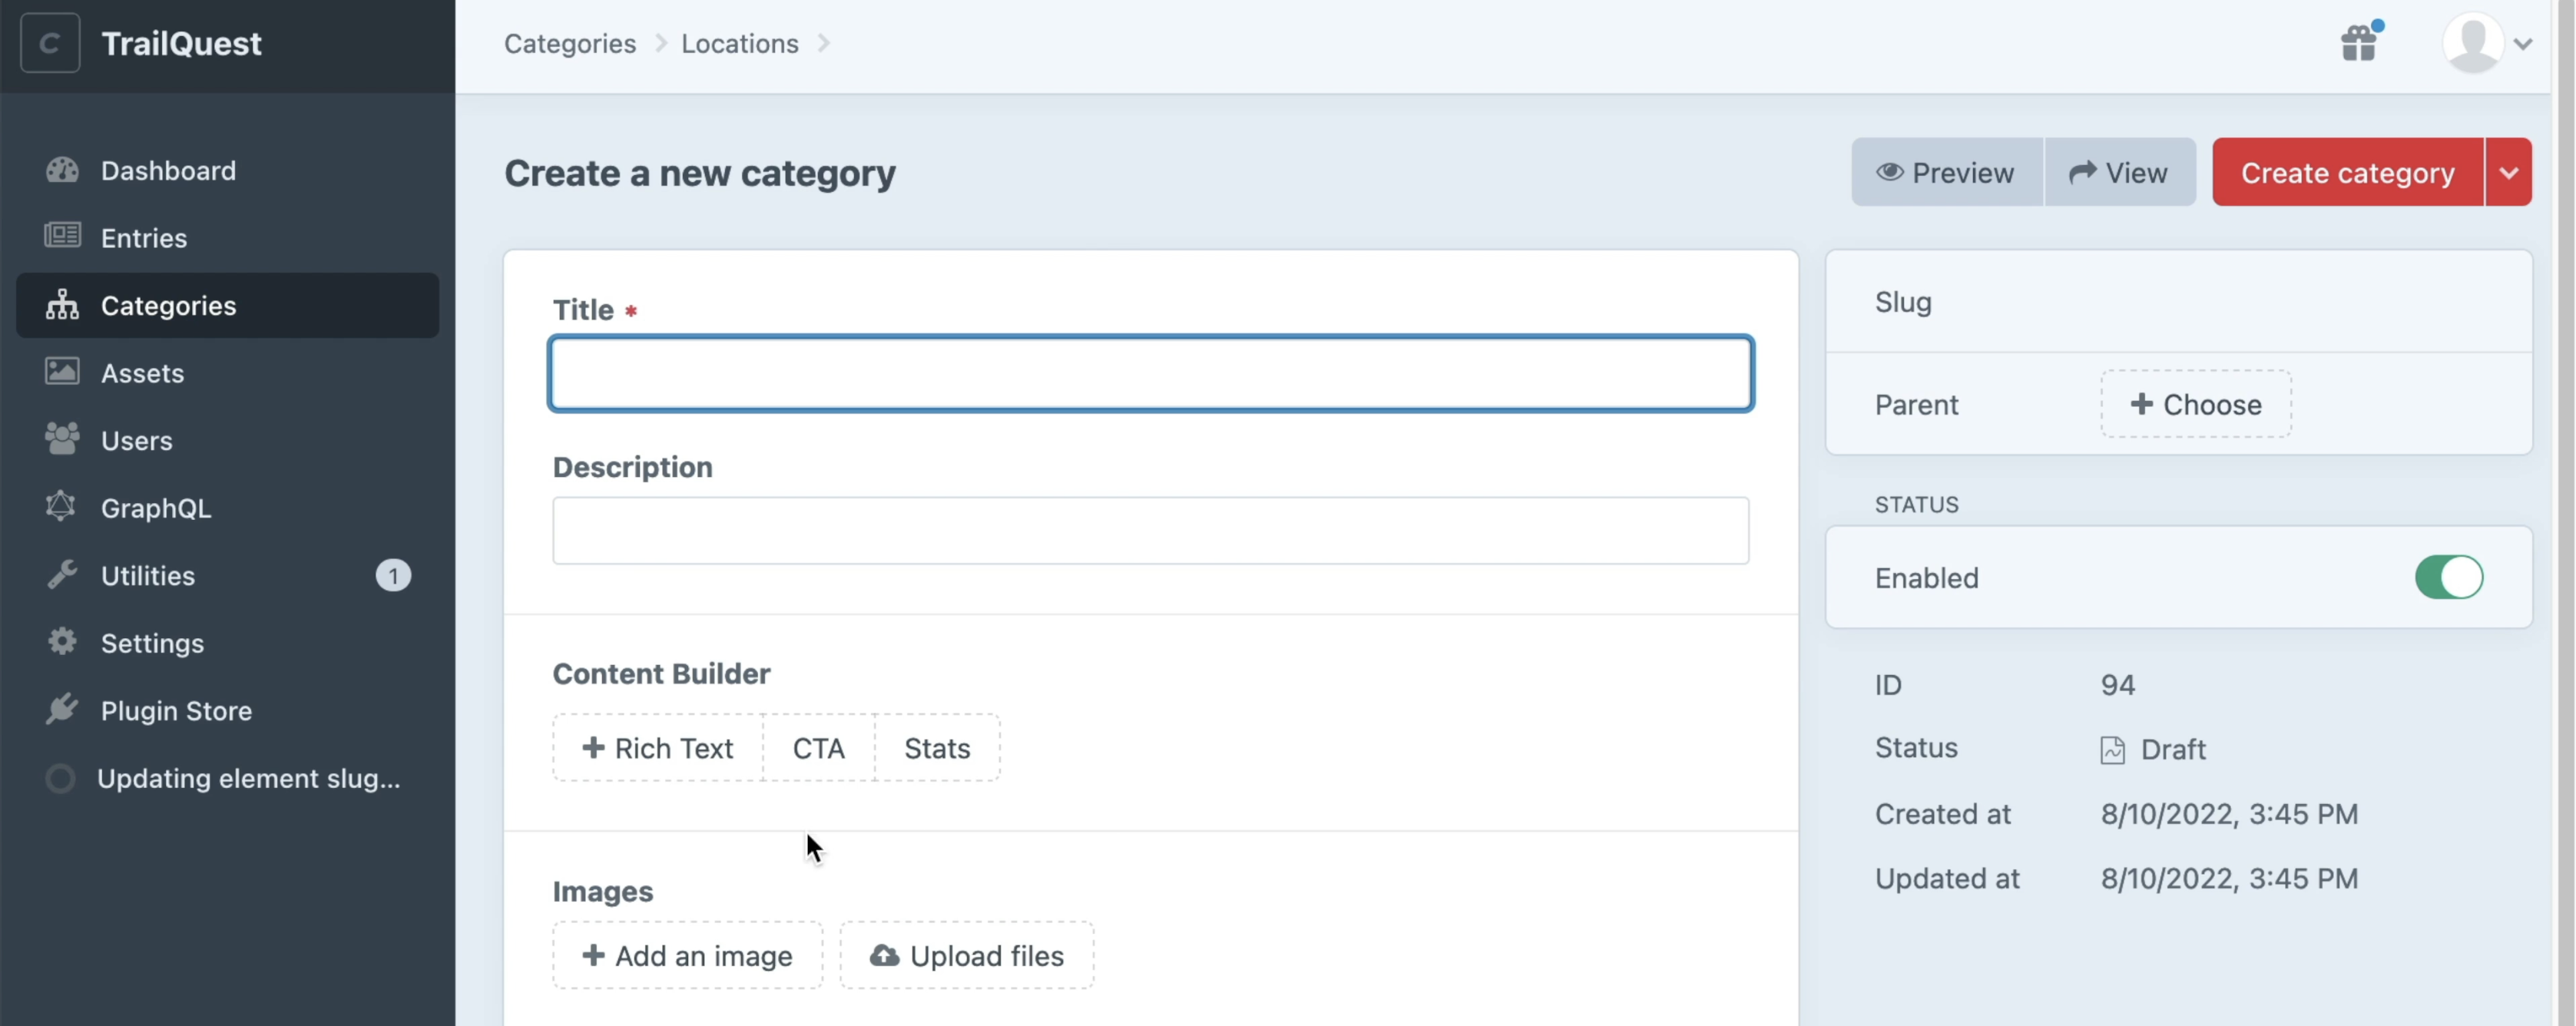 C TrailQuest
Categories Locations
Dashboard
Entries
Categories
Assets
Users
GraphQL
Utilities 1
Settings
Plugin Store
Updating element slug...
Create a new category
Preview View Create category
Title *
Description
Content Builder
+ Rich Text CTA Stats
Images
+ Add an image Upload files
Slug
Parent + Choose
STATUS
Enabled
ID 94
Status Draft
Created at 8/10/2022, 3:45 PM
Updated at 8/10/2022, 3:45 PM